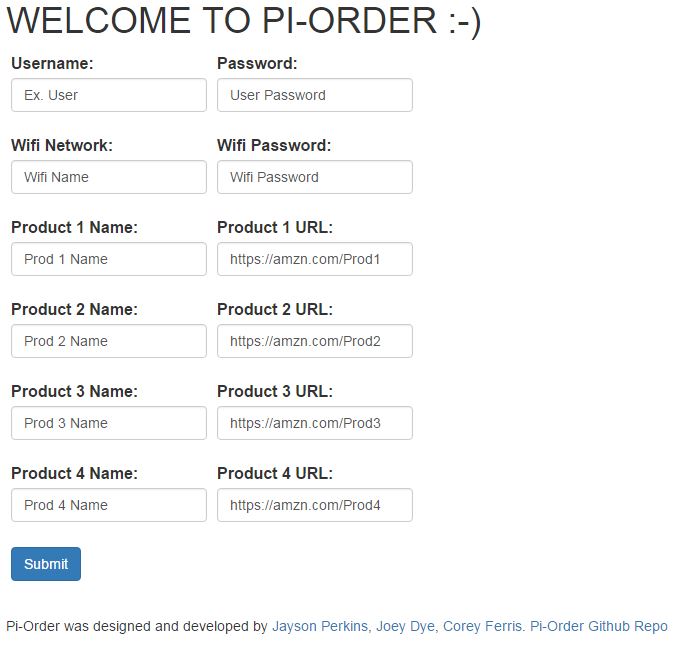 WELCOME TO PI-ORDER :-)
Username: Password:
Ex. User User Password
Wifi Network: Wifi Password:
Wifi Name Wifi Password
Product 1 Name: Product 1 URL:
Prod 1 Name https://amzn.com/Prod1
Product 2 Name: Product 2 URL:
Prod 2 Name https://amzn.com/Prod2
Product 3 Name: Product 3 URL:
Prod 3 Name https://amzn.com/Prod3
Product 4 Name: Product 4 URL:
Prod 4 Name https://amzn.com/Prod4
Submit
Pi-Order was designed and developed by Jayson Perkins, Joey Dye, Corey Ferris. Pi-Order Github Repo